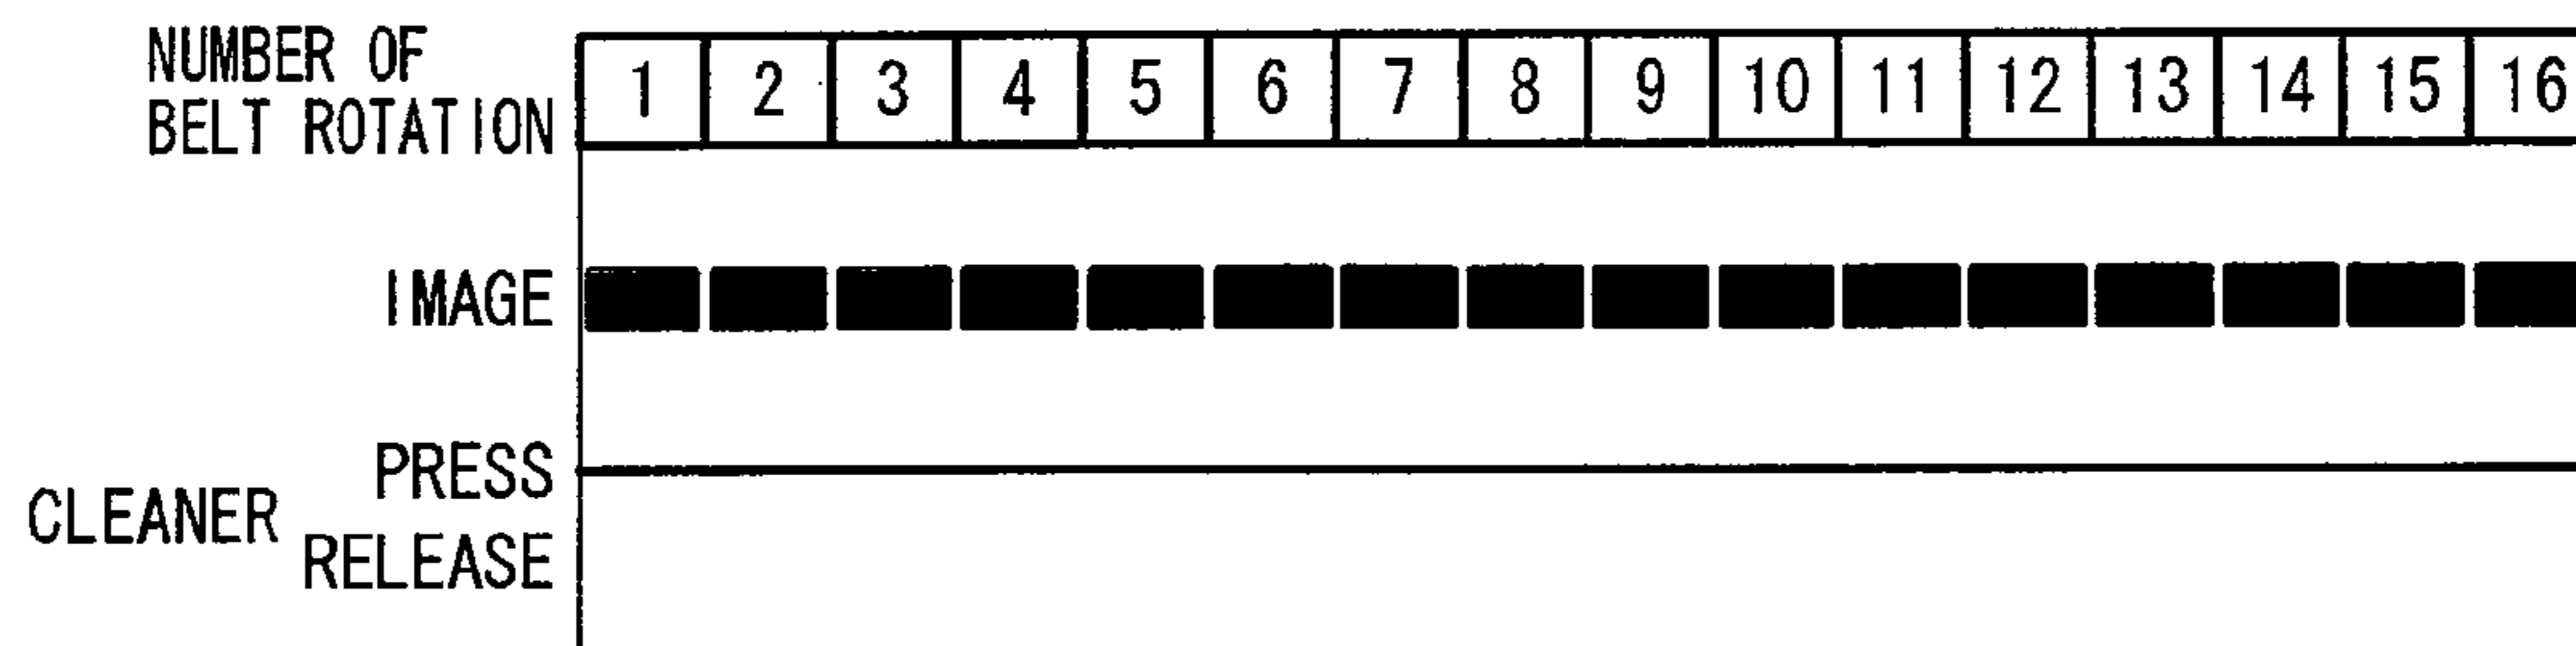 NUMBER OF
BELT ROTATION
1 2 3 4 5 6 7 8 9 10 11 12 13 14 15 16
IMAGE
PRESS
CLEANER
RELEASE